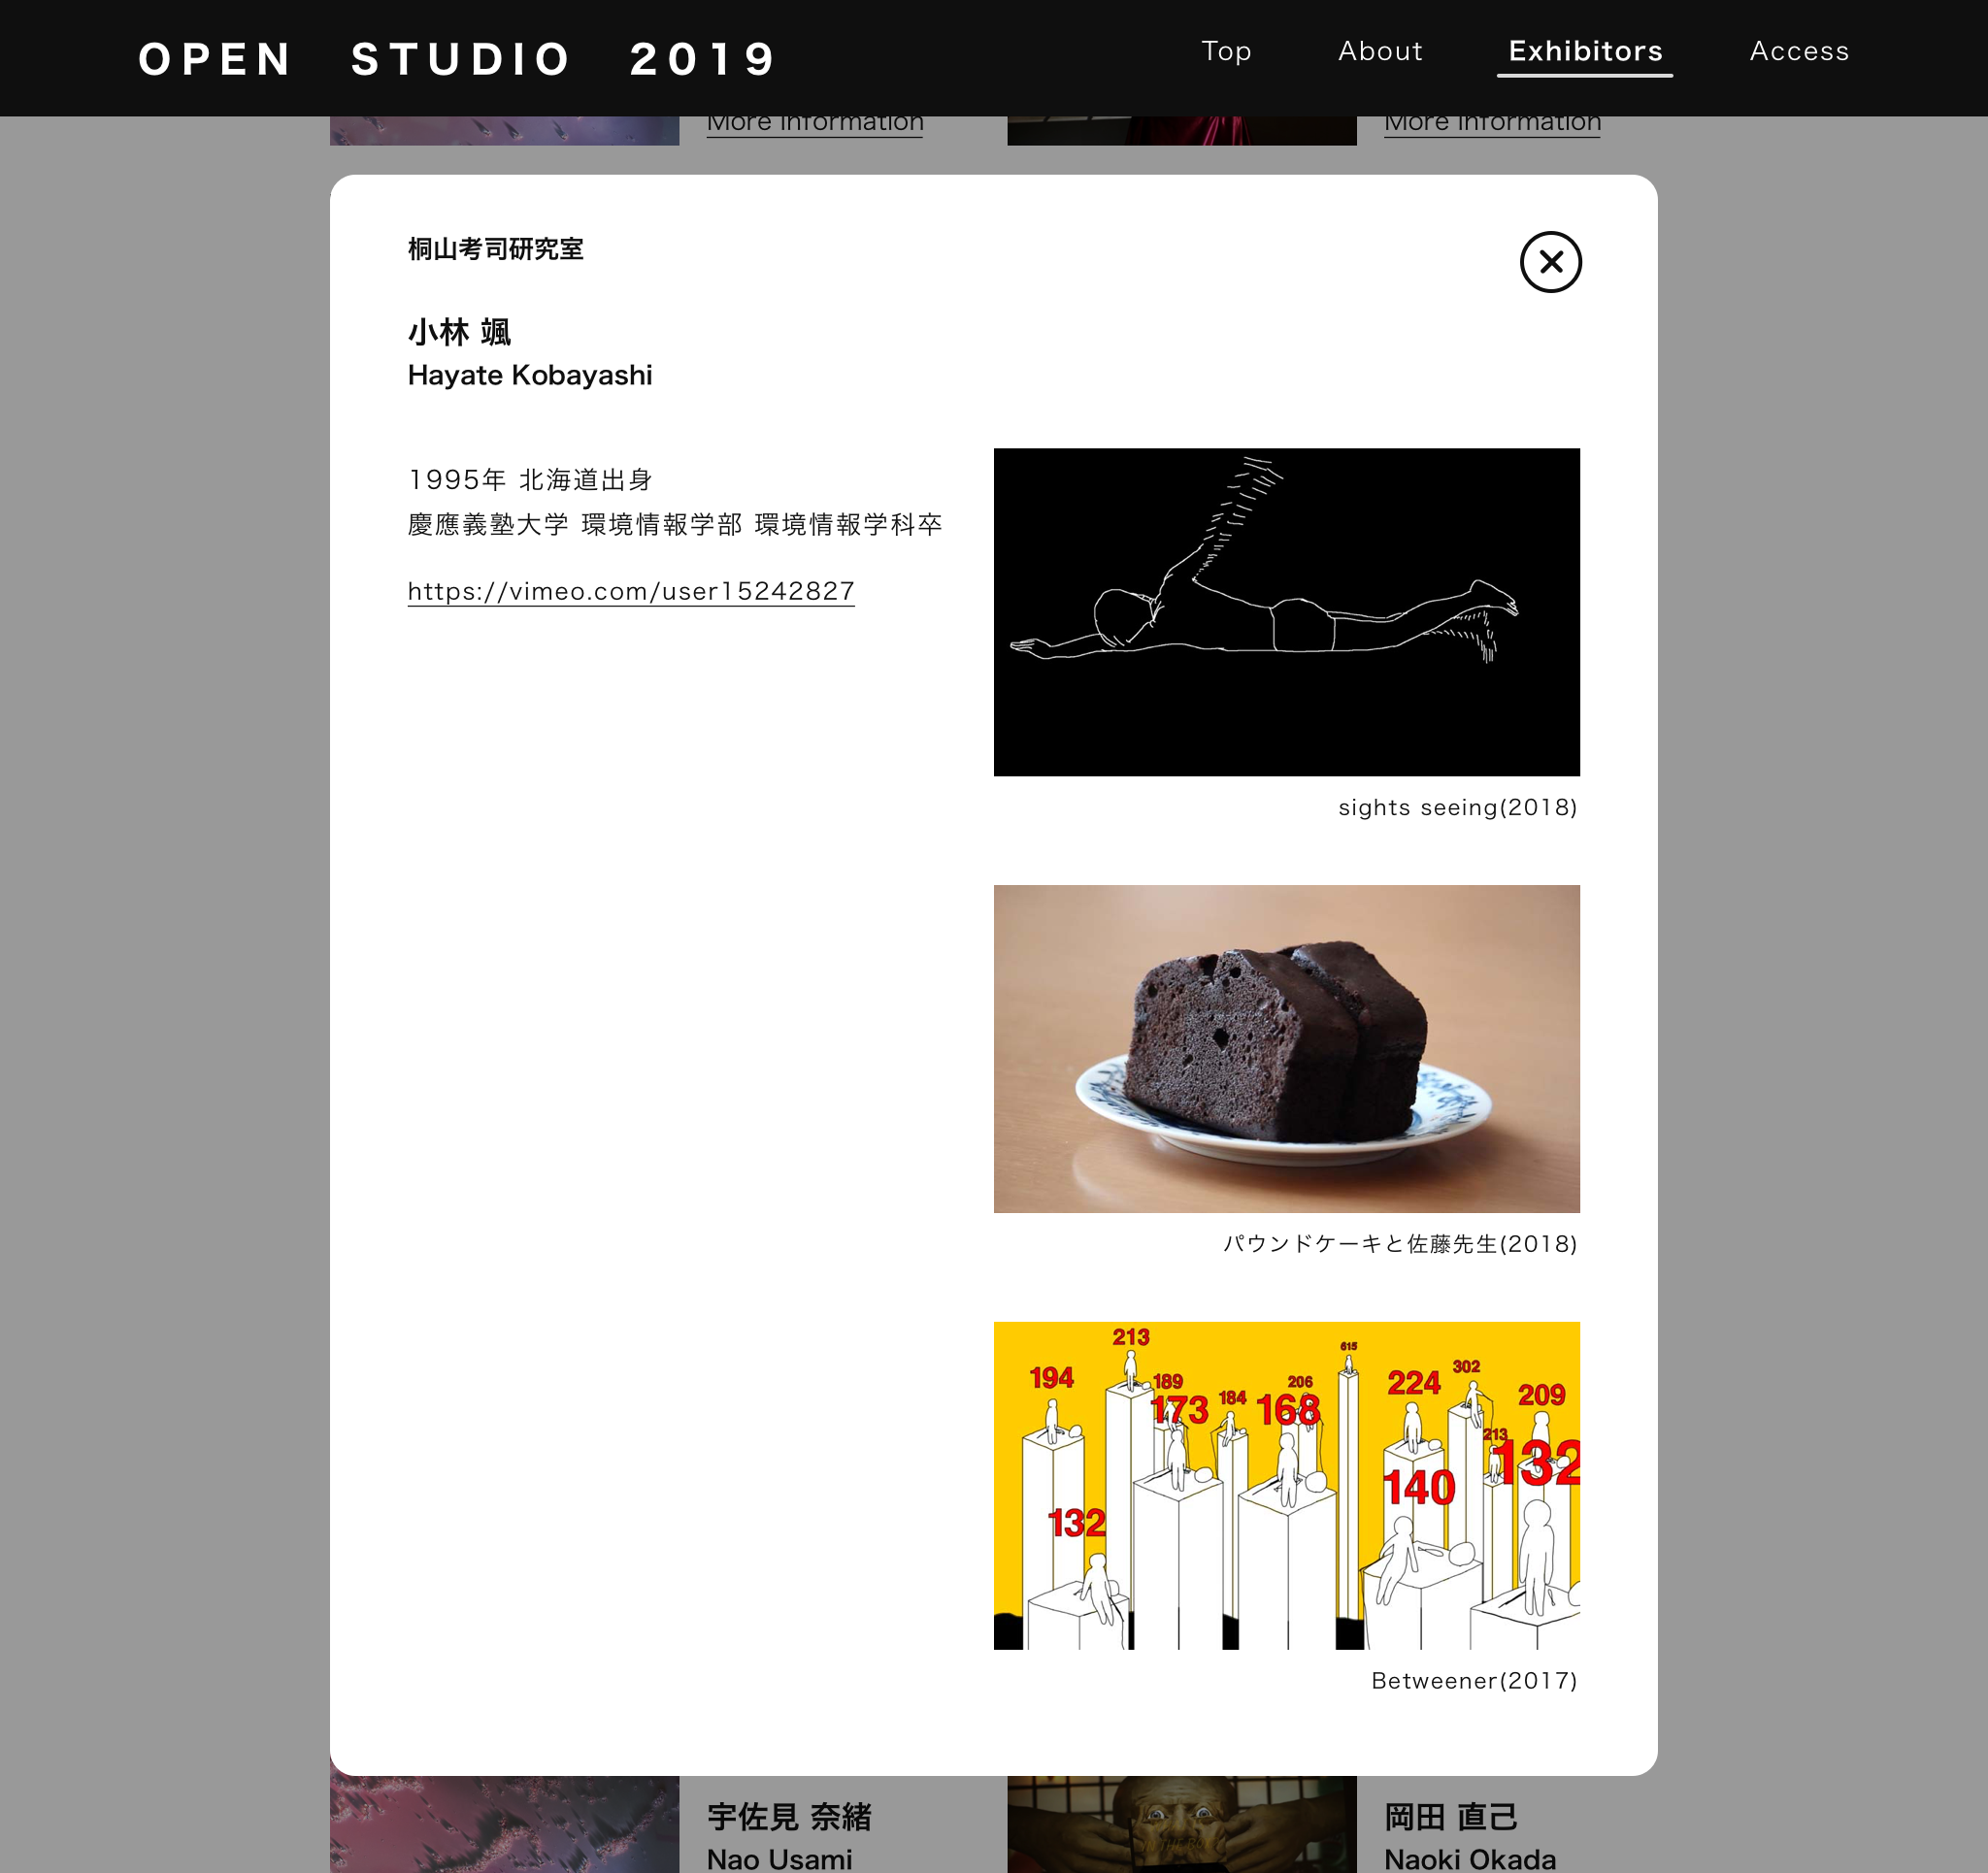 OPEN STUDIO 2019
Top
About
Exhibitors
Access
More Information
More Information
桐山考司研究室
小林 颯
Hayate Kobayashi
1995年 北海道出身
慶應義塾大学 環境情報学部 環境情報学科卒
https://vimeo.com/user15242827
sights seeing(2018)
パウンドケーキと佐藤先生(2018)
213
615
194
189
206
302
224
209
173
184
168
213
132
140
132
Betweener(2017)
宇佐見 奈緒
Nao Usami
岡田 直己
Naoki Okada